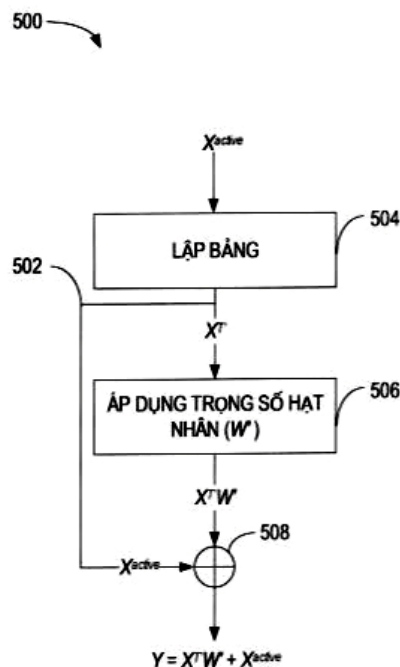 500
X^active
LẬP BẢNG
504
502
X^T'
ÁP DỤNG TRỌNG SỐ HẠT
NHÂN (W')
506
X^T'W'
508
X^active
Y = X^T'W' + X^active